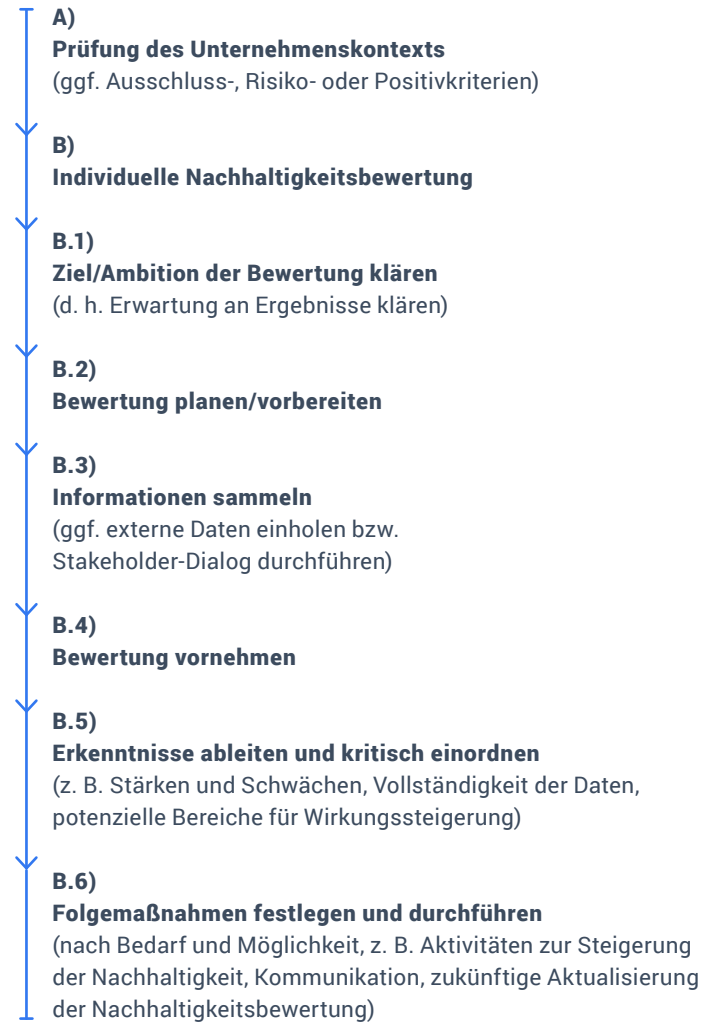 A)
Prüfung des Unternehmenskontexts
(ggf. Ausschluss-, Risiko- oder Positivkriterien)
B)
Individuelle Nachhaltigkeitsbewertung
B.1)
Ziel/Ambition der Bewertung klären
(d. h. Erwartung an Ergebnisse klären)
B.2)
Bewertung planen/vorbereiten
B.3)
Informationen sammeln
(ggf. externe Daten einholen bzw.
Stakeholder-Dialog durchführen)
B.4)
Bewertung vornehmen
B.5)
Erkenntnisse ableiten und kritisch einordnen
(z. B. Stärken und Schwächen, Vollständigkeit der Daten,
potenzielle Bereiche für Wirkungssteigerung)
B.6)
Folgemaßnahmen festlegen und durchführen
(nach Bedarf und Möglichkeit, z. B. Aktivitäten zur Steigerung
der Nachhaltigkeit, Kommunikation, zukünftige Aktualisierung
der Nachhaltigkeitsbewertung)